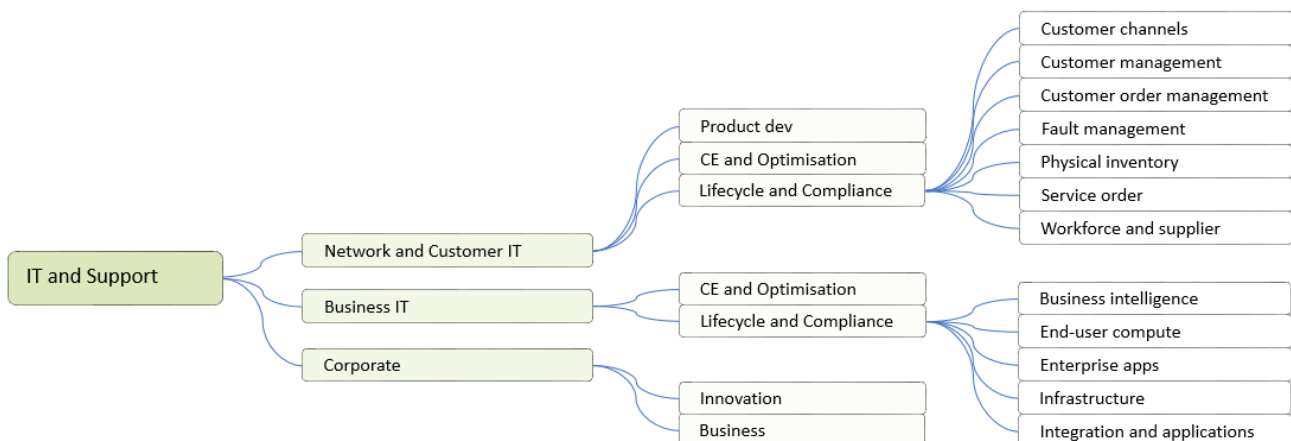 Customer channels
Customer management
Customer order management
Fault management
Physical inventory
Service order
Workforce and supplier
Product dev
CE and Optimisation
Lifecycle and Compliance
Network and Customer IT
IT and Support
Business IT
Corporate
CE and Optimisation
Lifecycle and Compliance
Business intelligence
End-user compute
Enterprise apps
Infrastructure
Integration and applications
Innovation
Business